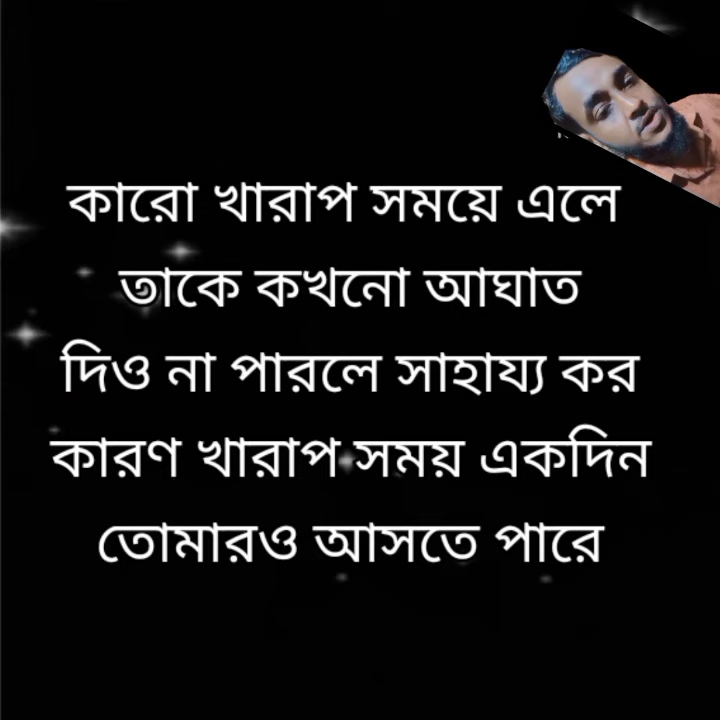 কারো খারাপ সময়ে এলে
তাকে কখনো আঘাত
দিও না পারলে সাহায্য কর
কারণ খারাপ সময় একদিন
তোমারও আসতে পারে